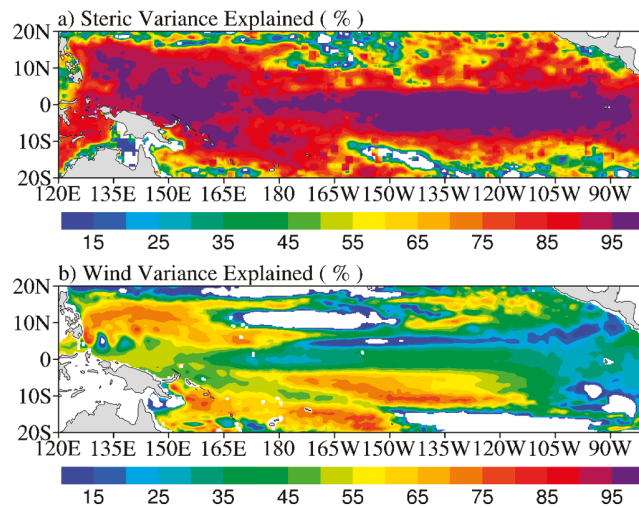 a) Steric Variance Explained ( % )
20N
10N
0
10S
20S
120E 135E 150E 165E 180 165W 150W 135W 120W 105W 90W
15 25 35 45 55 65 75 85 95
b) Wind Variance Explained ( % )
20N
10N
0
10S
20S
120E 135E 150E 165E 180 165W 150W 135W 120W 105W 90W
15 25 35 45 55 65 75 85 95